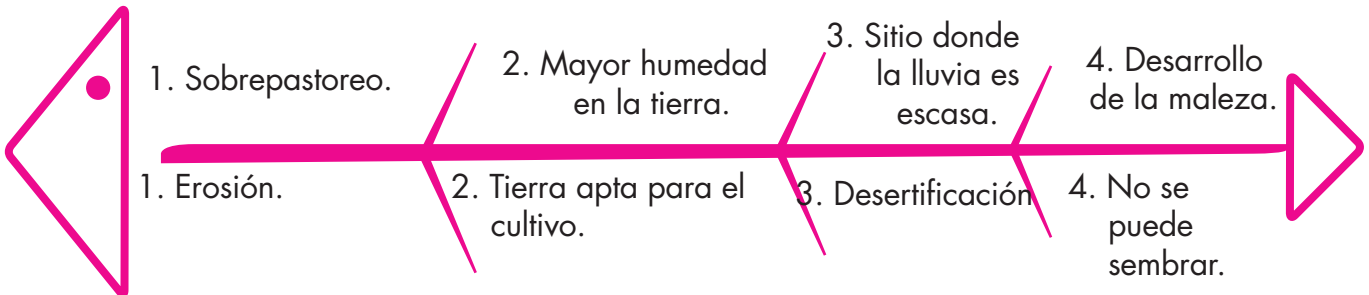 1. Sobrepastoreo.
2. Mayor humedad
en la tierra.
3. Sitio donde
la lluvia es
escasa.
4. Desarrollo
de la maleza.
1. Erosión.
2. Tierra apta para el
cultivo.
3. Desertificación
4. No se
puede
sembrar.